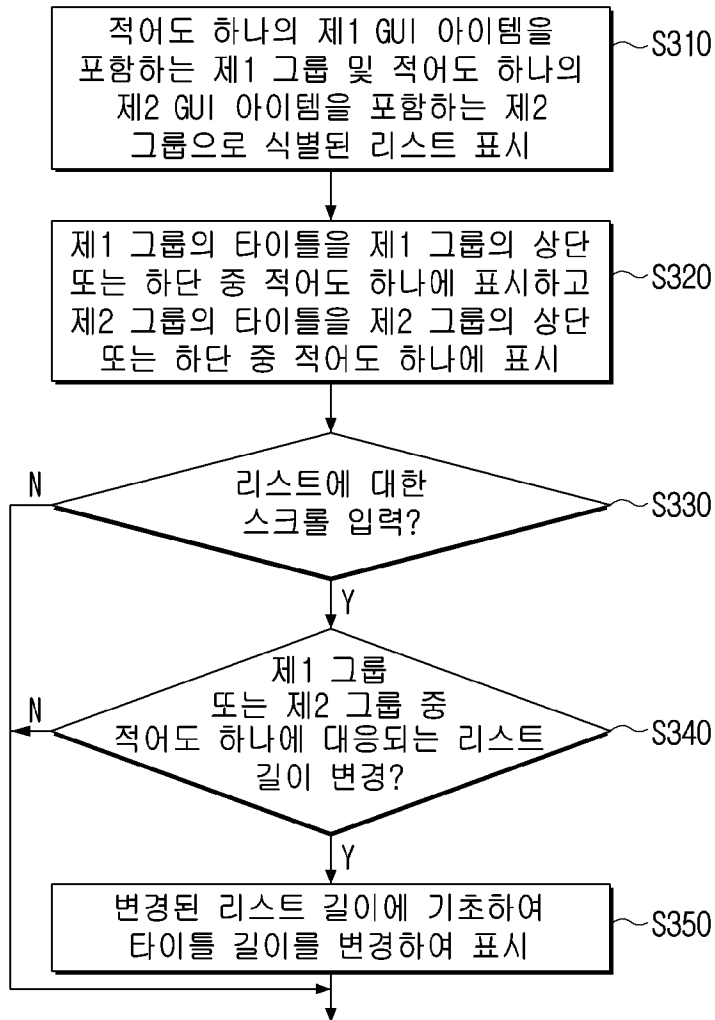 적어도 하나의 제1 GUI 아이템을
포함하는 제1 그룹 및 적어도 하나의
제2 GUI 아이템을 포함하는 제2
그룹으로 식별된 리스트 표시
S310
제1 그룹의 타이틀을 제1 그룹의 상단
또는 하단 중 적어도 하나에 표시하고
제2 그룹의 타이틀을 제2 그룹의 상단
또는 하단 중 적어도 하나에 표시
S320
리스트에 대한
스크롤 입력?
N
S330
Y
제1 그룹
또는 제2 그룹 중
적어도 하나에 대응되는 리스트
길이 변경?
N
S340
Y
변경된 리스트 길이에 기초하여
타이틀 길이를 변경하여 표시
S350